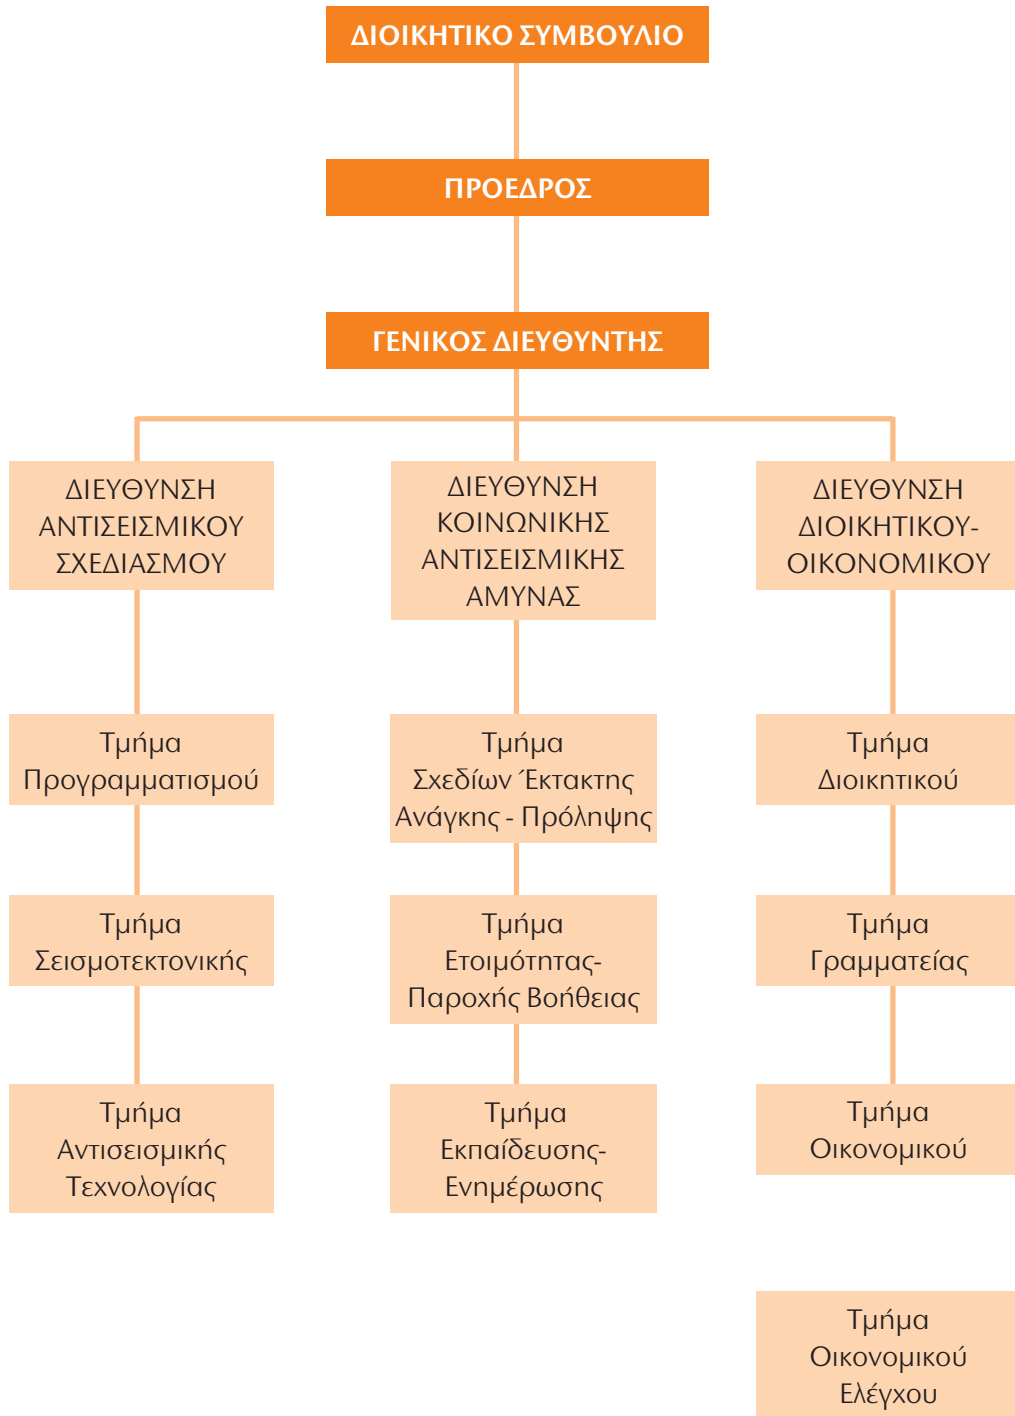 ΔΙΟΙΚΗΤΙΚΟ ΣΥΜΒΟΥΛΙΟ
ΠΡΟΕΔΡΟΣ
ΓΕΝΙΚΟΣ ΔΙΕΥΘΥΝΤΗΣ
ΔΙΕΥΘΥΝΣΗ
ΑΝΤΙΣΕΙΣΜΙΚΟΥ
ΣΧΕΔΙΑΣΜΟΥ
ΔΙΕΥΘΥΝΣΗ
ΚΟΙΝΩΝΙΚΗΣ
ΑΝΤΙΣΕΙΣΜΙΚΗΣ
ΑΜΥΝΑΣ
ΔΙΕΥΘΥΝΣΗ
ΔΙΟΙΚΗΤΙΚΟΥ-
ΟΙΚΟΝΟΜΙΚΟΥ
Τμήμα
Προγραμματισμού
Τμήμα
Σχεδίων Έκτακτης
Ανάγκης - Πρόληψης
Τμήμα
Διοικητικού
Τμήμα
Σεισμοτεκτονικής
Τμήμα
Ετοιμότητας-
Παροχής Βοήθειας
Τμήμα
Γραμματείας
Τμήμα
Αντισεισμικής
Τεχνολογίας
Τμήμα
Εκπαίδευσης-
Ενημέρωσης
Τμήμα
Οικονομικού
Τμήμα
Οικονομικού
Ελέγχου